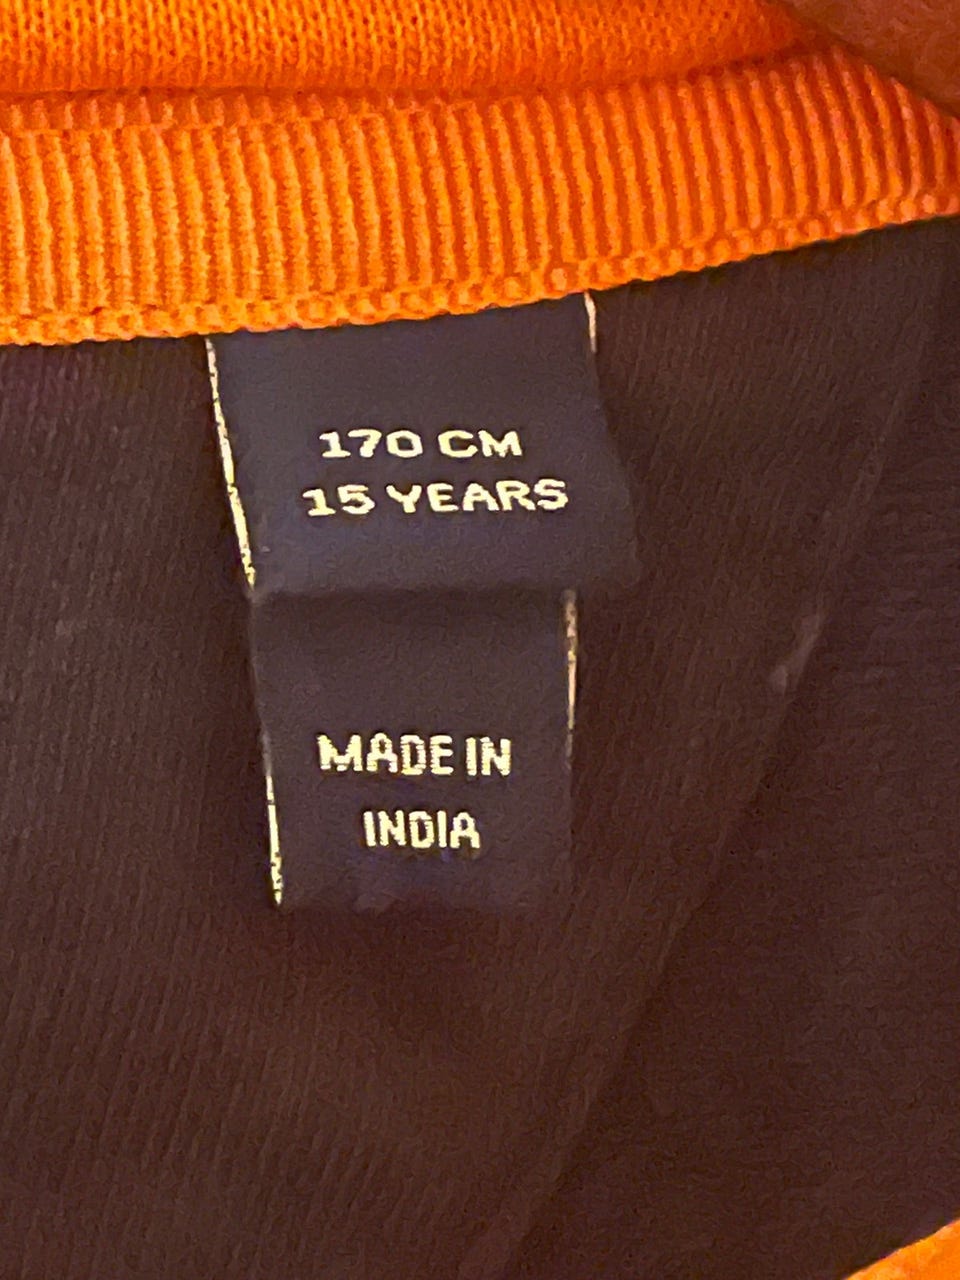 170 CM
15 YEARS
MADE IN
INDIA